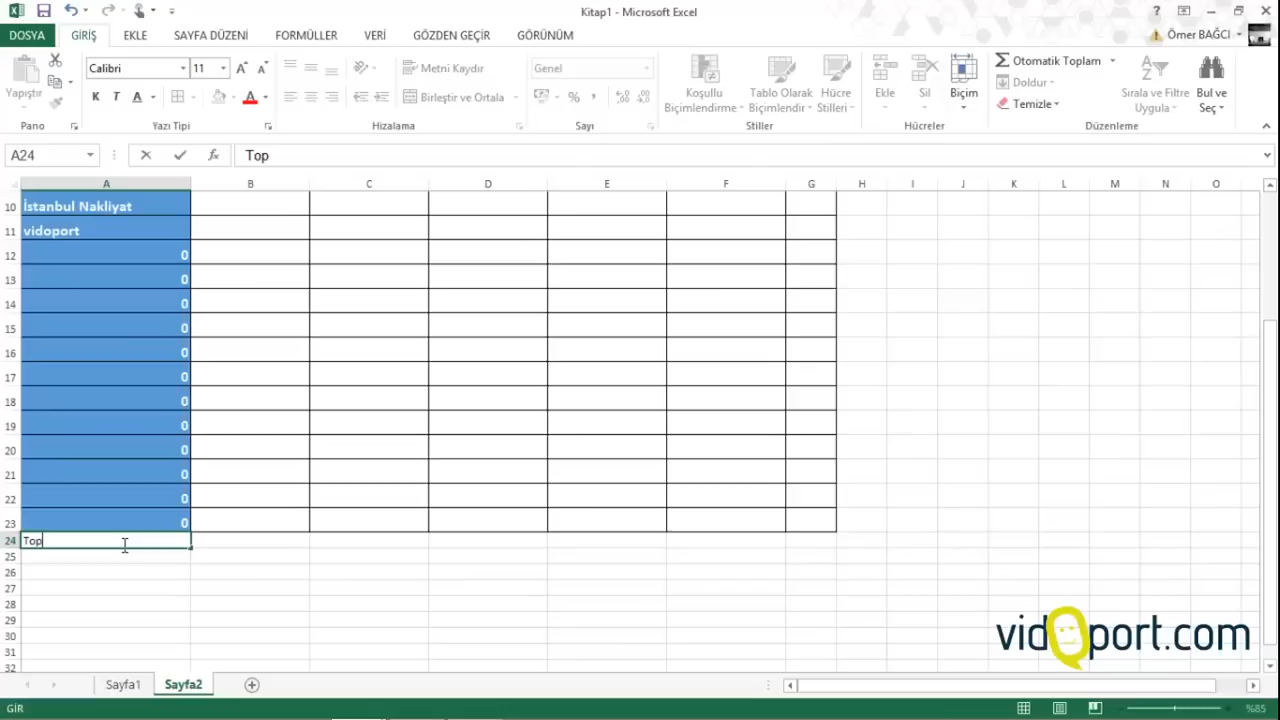 Kitap1 - Microsoft Excel
?
DOSYA GİRİŞ EKLE SAYFA DÜZENİ FORMÜLLER VERİ GÖZDEN GEÇİR GÖRÜNÜM Ömer BAĞCI
Yapıştır
Calibri 11
K T A A
Pano Yazı Tipi
Metni Kaydır
Birleştir ve Ortala
Hizalama
Genel
%
Sayı
Koşullu Biçimlendirme
Tablo Olarak Biçimlendir
Hücre Stilleri
Stiller
Ekle Sil Biçim
Hücreler
Σ Otomatik Toplam
Doldur
Temizle
Sırala ve Filtre Uygula
Bul ve Seç
Düzenleme
A24 fx Top
A B C D E F G H I J K L M N O
10 İstanbul Nakliyat
11 vidoport
12 0
13 0
14 0
15 0
16 0
17 0
18 0
19 0
20 0
21 0
22 0
23 0
24 Top
25
26
27
28
29
30
31
32
vidoport.com
Sayfa1 Sayfa2
GİR %85